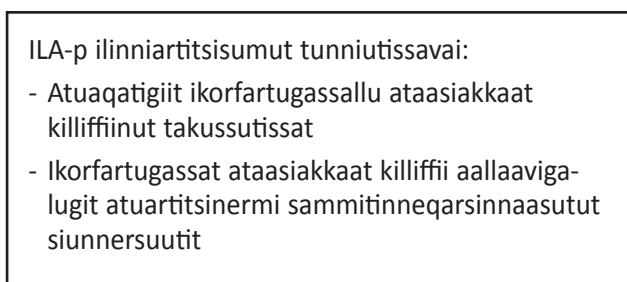 ILA-p ilinniartitsisumut tunniutissavai:
- Atuaqatigiit ikorfartugassallu ataasiakkaat
killiffiinut takussutissat
- Ikorfartugassat ataasiakkaat killiffii aallaaviga-
lugit atuartitsinermi sammitinneqarsinnaasutut
siunnersuutit